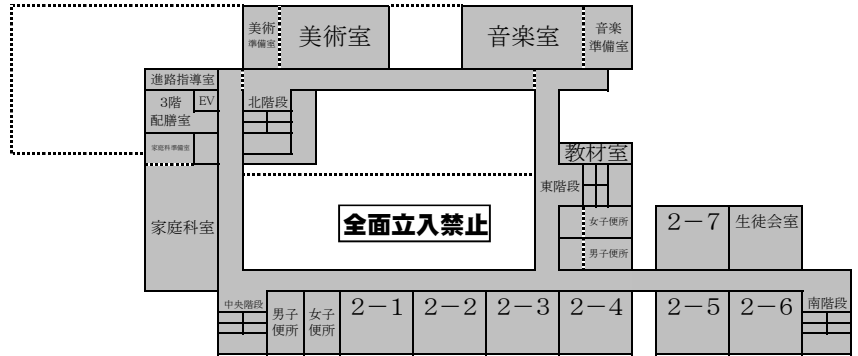 美術
準備室
美術室
音楽室
音楽
準備室
進路指導室
3階
配膳室
EV
北階段
家庭科準備室
教材室
東階段
家庭科室
全面立入禁止
女子便所
男子便所
2－7
生徒会室
中央階段
男子
便所
女子
便所
2－1
2－2
2－3
2－4
2－5
2－6
南階段